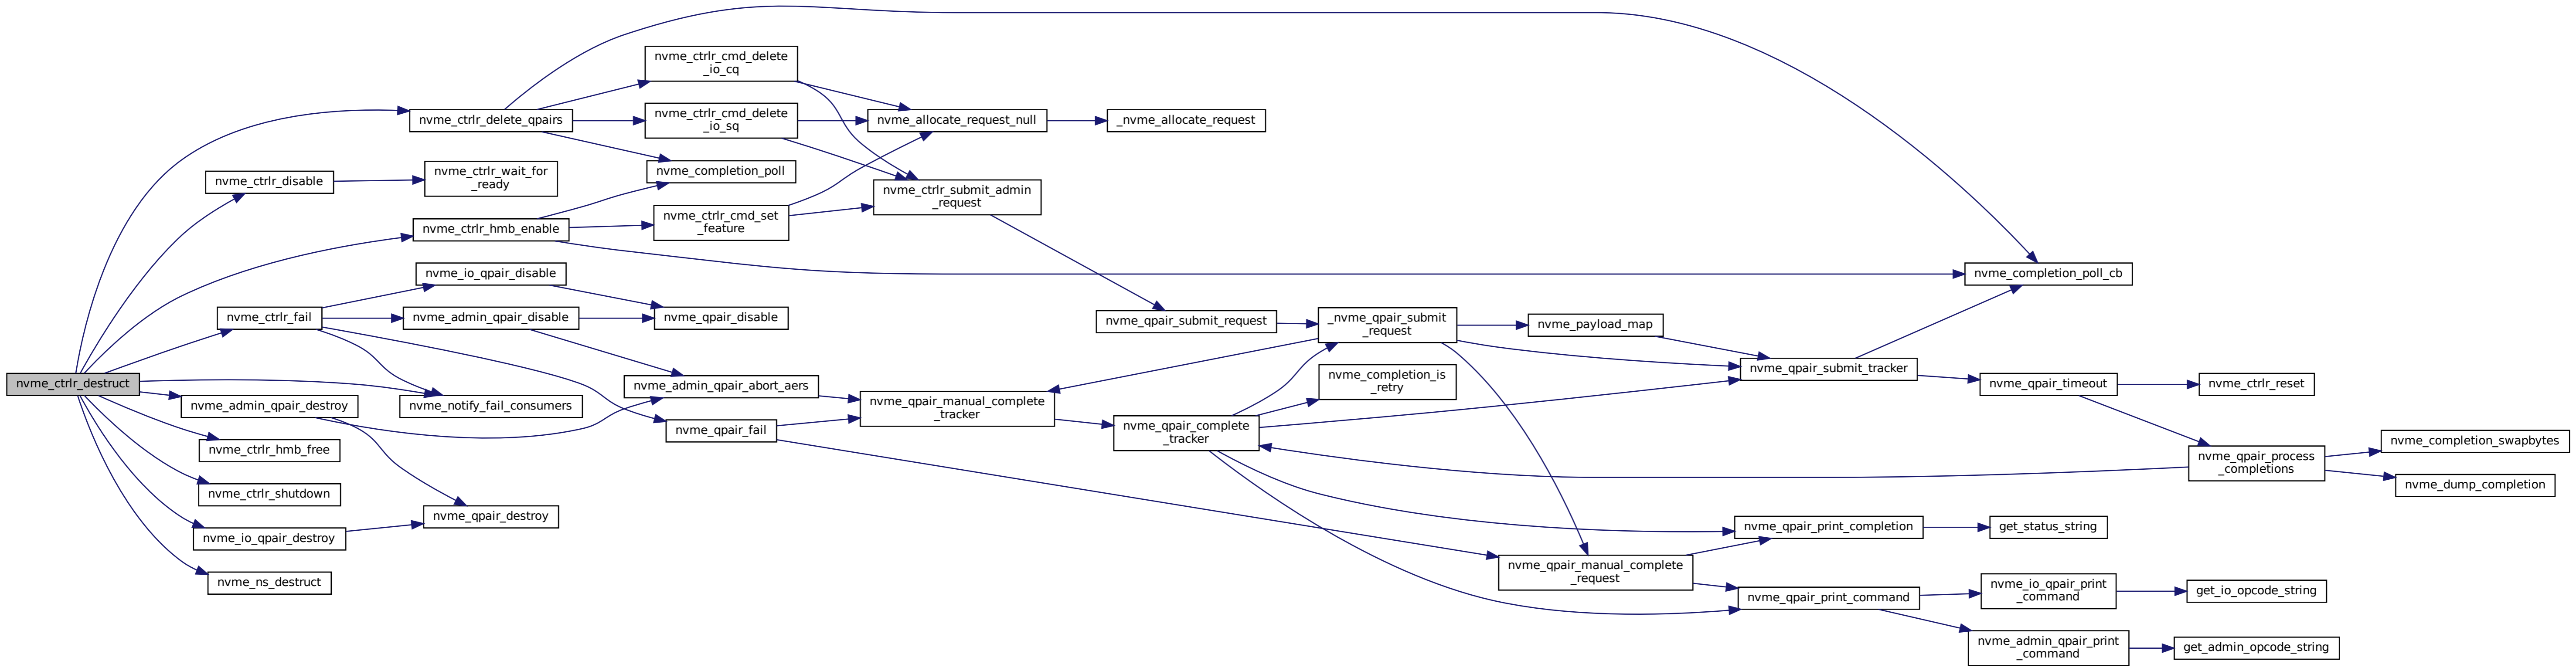 nvme_ctrlr_destruct
nvme_ctrlr_delete_qpairs
nvme_ctrlr_disable
nvme_ctrlr_wait_for
_ready
nvme_ctrlr_hmb_enable
nvme_io_qpair_disable
nvme_ctrlr_fail
nvme_admin_qpair_disable
nvme_notify_fail_consumers
nvme_admin_qpair_destroy
nvme_ctrlr_hmb_free
nvme_ctrlr_shutdown
nvme_io_qpair_destroy
nvme_qpair_destroy
nvme_ns_destruct
nvme_ctrlr_cmd_delete
_io_cq
nvme_ctrlr_cmd_delete
_io_sq
nvme_completion_poll
nvme_ctrlr_cmd_set
_feature
nvme_qpair_disable
nvme_admin_qpair_abort_aers
nvme_qpair_fail
nvme_allocate_request_null
nvme_ctrlr_submit_admin
_request
nvme_qpair_manual_complete
_tracker
_nvme_allocate_request
nvme_qpair_submit_request
nvme_qpair_complete
_tracker
_nvme_qpair_submit
_request
nvme_completion_is
_retry
nvme_payload_map
nvme_qpair_manual_complete
_request
nvme_qpair_submit_tracker
nvme_qpair_print_completion
nvme_qpair_print_command
nvme_completion_poll_cb
nvme_qpair_timeout
get_status_string
nvme_io_qpair_print
_command
nvme_admin_qpair_print
_command
nvme_ctrlr_reset
nvme_qpair_process
_completions
get_io_opcode_string
get_admin_opcode_string
nvme_completion_swapbytes
nvme_dump_completion